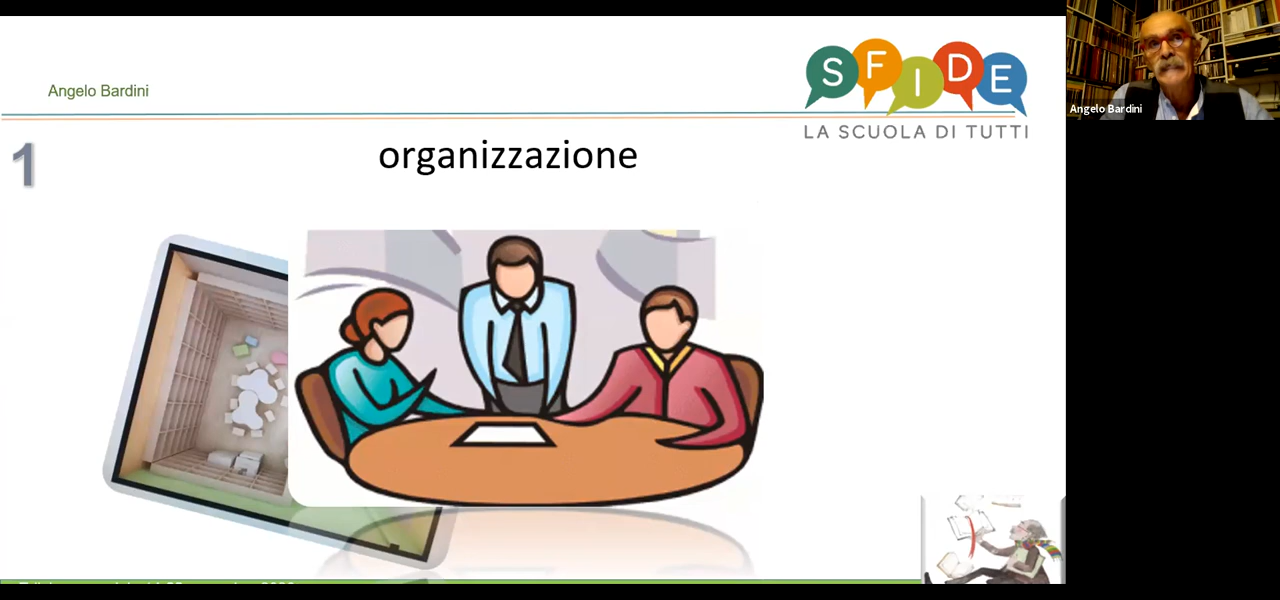 Angelo Bardini
SFIDE
LA SCUOLA DI TUTTI
1
organizzazione
Angelo Bardini